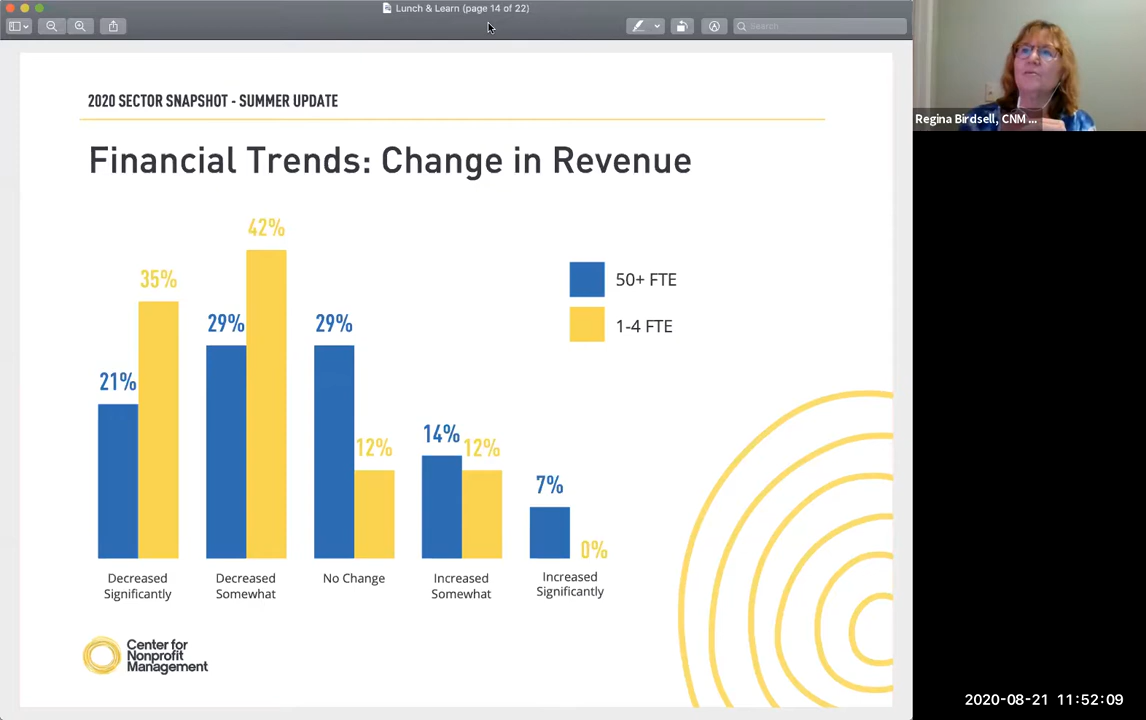 Lunch & Learn (page 14 of 22)
Search
2020 SECTOR SNAPSHOT - SUMMER UPDATE
Financial Trends: Change in Revenue
42%
35%
29%
29%
21%
14%
12%
12%
7%
0%
50+ FTE
1-4 FTE
Decreased
Significantly
Decreased
Somewhat
No Change
Increased
Somewhat
Increased
Significantly
Center for
Nonprofit
Management
Regina Birdsell, CNM ...
2020-08-21 11:52:09